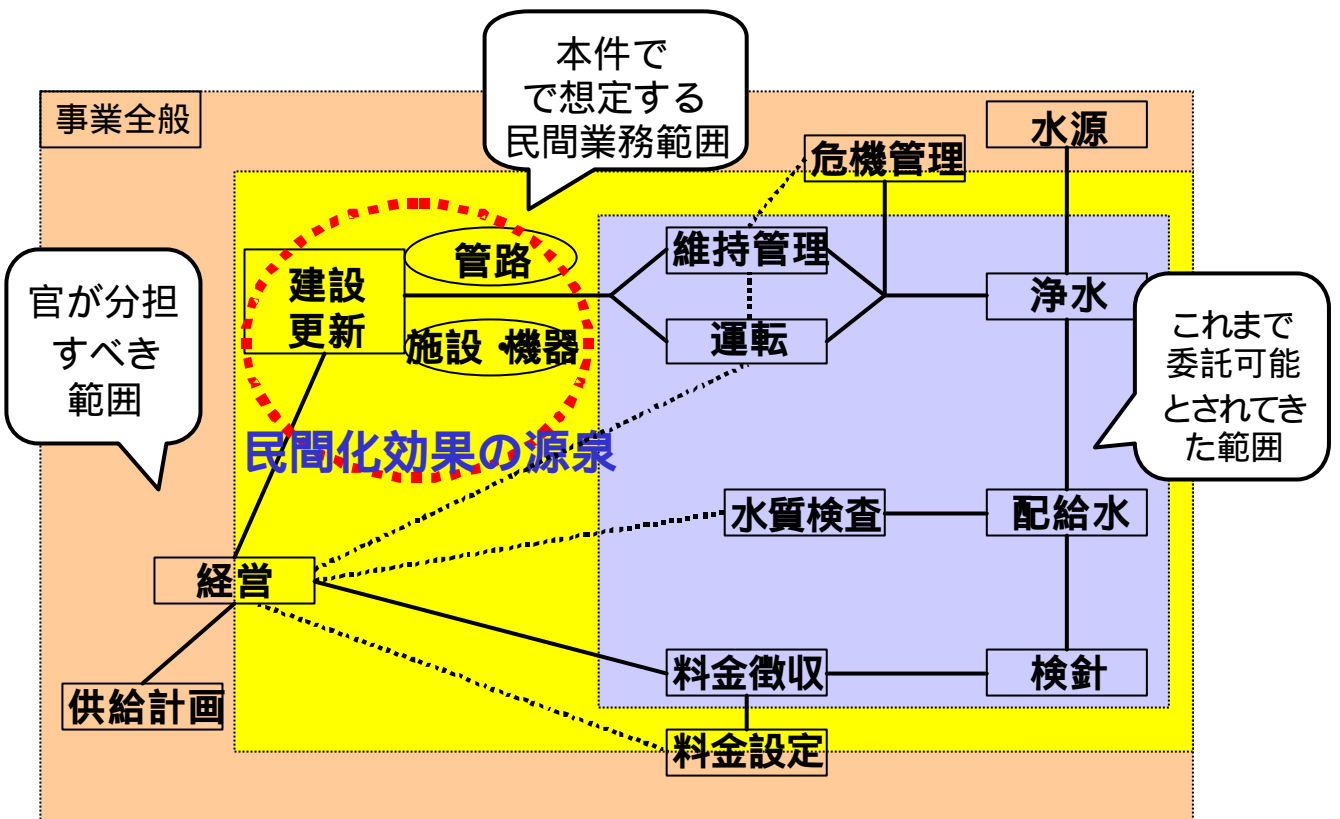 本件で
で想定する
民間業務範囲
事業全般
水源
危機管理
管路
維持管理
建設
更新
浄水
官が分担
すべき
範囲
施設・機器
運転
これまで
委託可能
とされてき
た範囲
民間化効果の源泉
水質検査
配給水
経営
料金徴収
検針
供給計画
料金設定